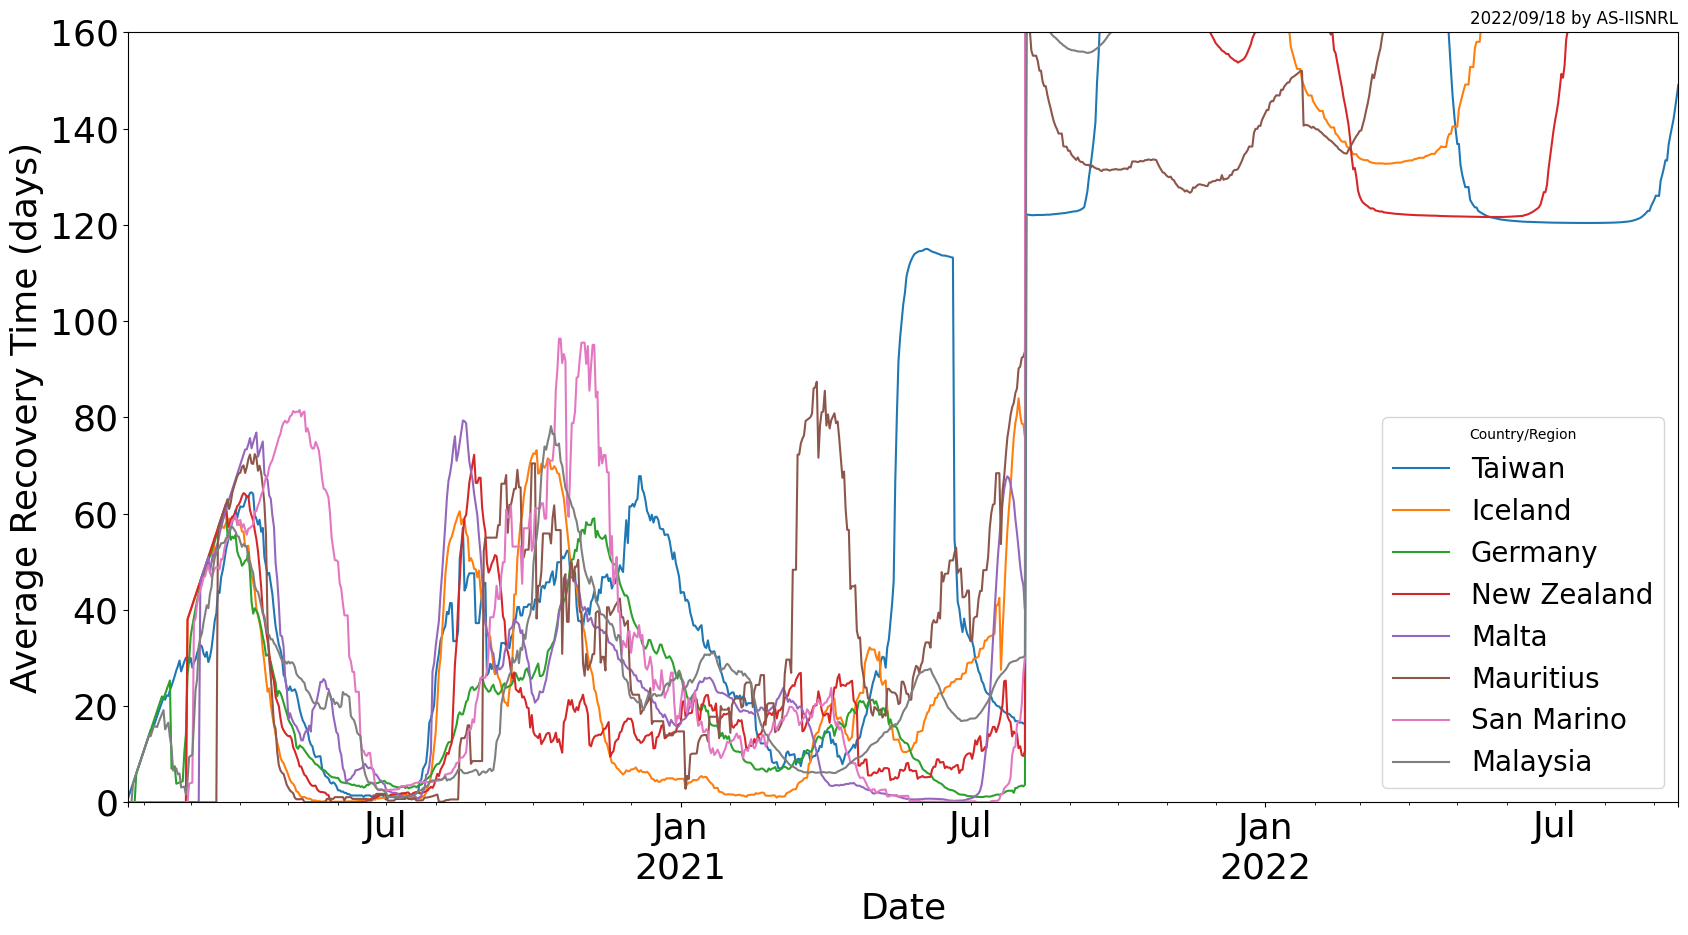 2022/09/18 by AS-IISNRL
Average Recovery Time (days)
160
140
120
100
80
60
40
20
0
Country/Region
Taiwan
Iceland
Germany
New Zealand
Malta
Mauritius
San Marino
Malaysia
Jul
Jan
2021
Jul
Jan
2022
Jul
Date